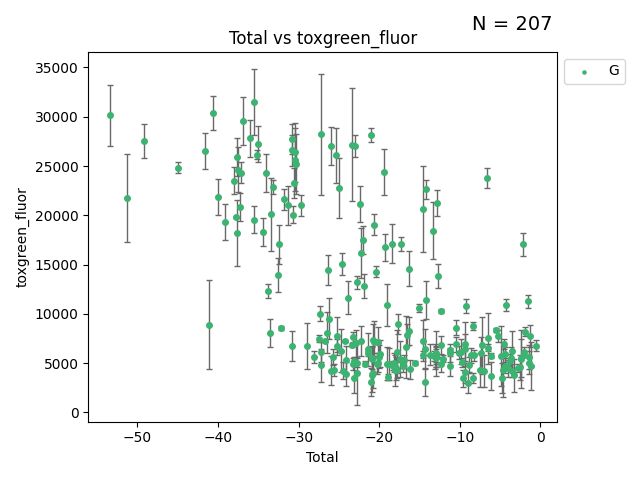 N = 207
Total vs toxgreen_fluor
G
toxgreen_fluor
35000
30000
25000
20000
15000
10000
5000
0
−50 −40 −30 −20 −10 0
Total